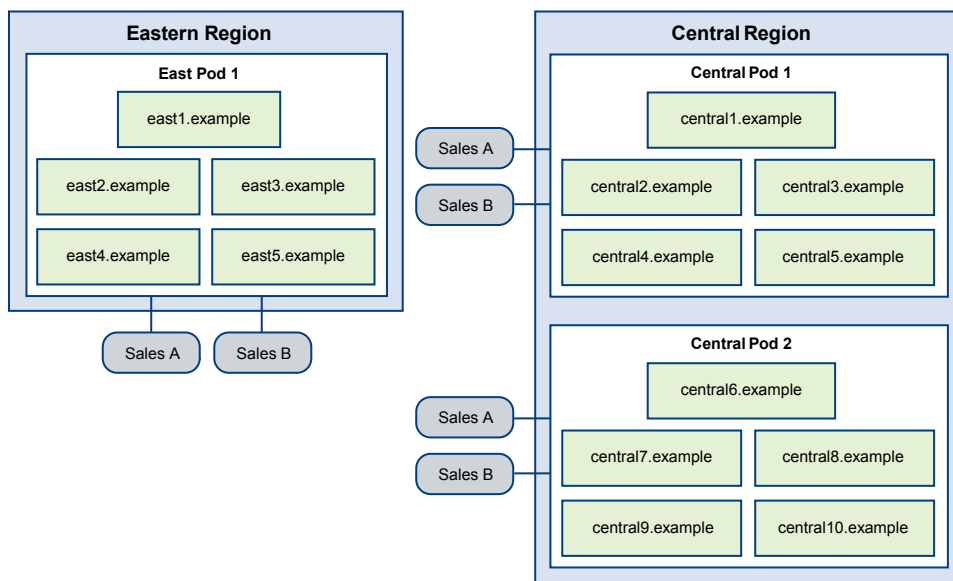 Eastern Region
East Pod 1
east1.example
east2.example
east3.example
east4.example
east5.example
Sales A
Sales B
Central Region
Central Pod 1
central1.example
Sales A
central2.example
central3.example
Sales B
central4.example
central5.example
Central Pod 2
central6.example
Sales A
central7.example
central8.example
Sales B
central9.example
central10.example